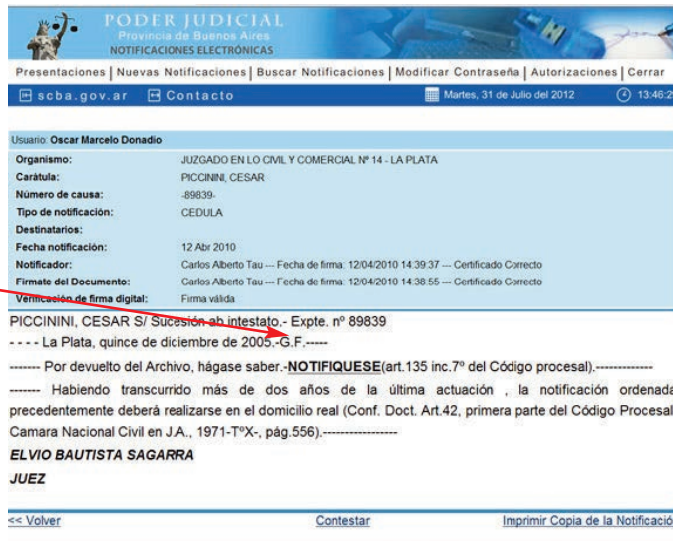 PODER JUDICIAL
Provincia de Buenos Aires
NOTIFICACIONES ELECTRÓNICAS
Presentaciones | Nuevas Notificaciones | Buscar Notificaciones | Modificar Contraseña | Autorizaciones | Cerrar
scba.gov.ar Contacto Martes, 31 de Julio del 2012 13:46:2
Usuario: Oscar Marcelo Donadio
Organismo: JUZGADO EN LO CIVIL Y COMERCIAL Nº 14 - LA PLATA
Carátula: PICCININI, CESAR
Número de causa: -89839-
Tipo de notificación: CEDULA
Destinatarios:
Fecha notificación: 12 Abr 2010
Notificador: Carlos Alberto Tau --- Fecha de firma: 12/04/2010 14:39:37 --- Certificado Correcto
Firmate del Documento: Carlos Alberto Tau --- Fecha de firma: 12/04/2010 14:38:55 --- Certificado Correcto
Verificación de firma digital: Firma válida
PICCININI, CESAR S/ Sucesión ab intestato.- Expte. nº 89839
- - - - La Plata, quince de diciembre de 2005.-G.F.-----
------- Por devuelto del Archivo, hágase saber.-NOTIFIQUESE(art.135 inc.7º del Código procesal).-------------
------- Habiendo transcurrido más de dos años de la última actuación , la notificación ordenada
precedentemente deberá realizarse en el domicilio real (Conf. Doct. Art.42, primera parte del Código Procesal
Camara Nacional Civil en J.A., 1971-TºX-, pág.556).-----------------
ELVIO BAUTISTA SAGARRA
JUEZ
<< Volver Contestar Imprimir Copia de la Notificació